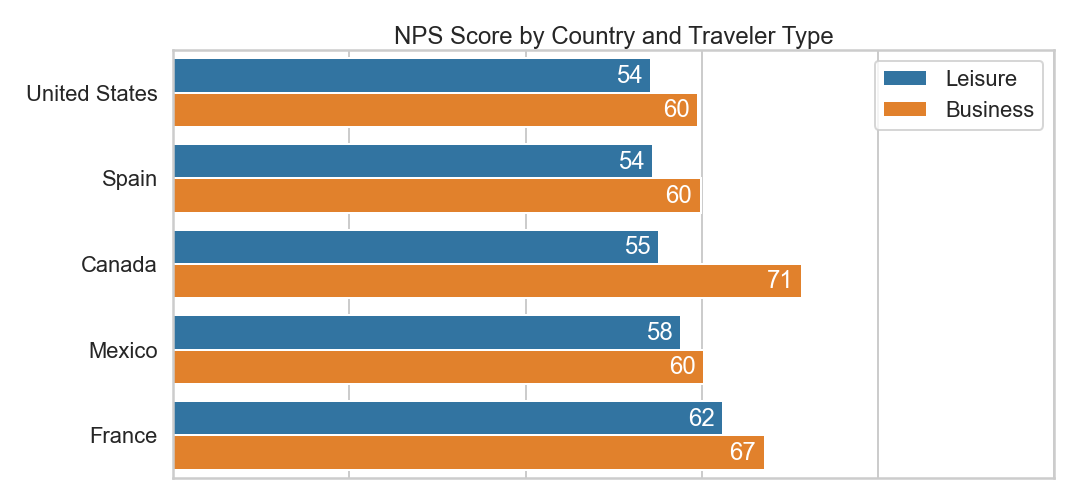 NPS Score by Country and Traveler Type
Leisure
Business
United States
54
60
Spain
54
60
Canada
55
71
Mexico
58
60
France
62
67